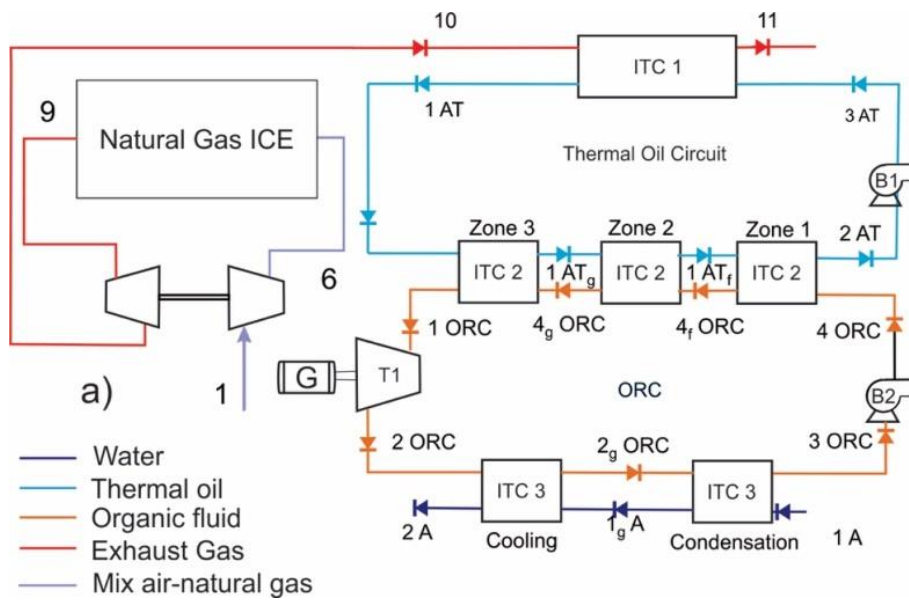 10
11
ITC 1
9
Natural Gas ICE
1 AT
3 AT
Thermal Oil Circuit
B1
Zone 3
Zone 2
Zone 1
2 AT
ITC 2
ITC 2
ITC 2
6
1 ATg
1 ATf
1 ORC
4g ORC
4f ORC
4 ORC
G
T1
a)
1
ORC
B2
2 ORC
2g ORC
3 ORC
Water
Thermal oil
Organic fluid
Exhaust Gas
Mix air-natural gas
ITC 3
ITC 3
2 A
1g A
1 A
Cooling
Condensation